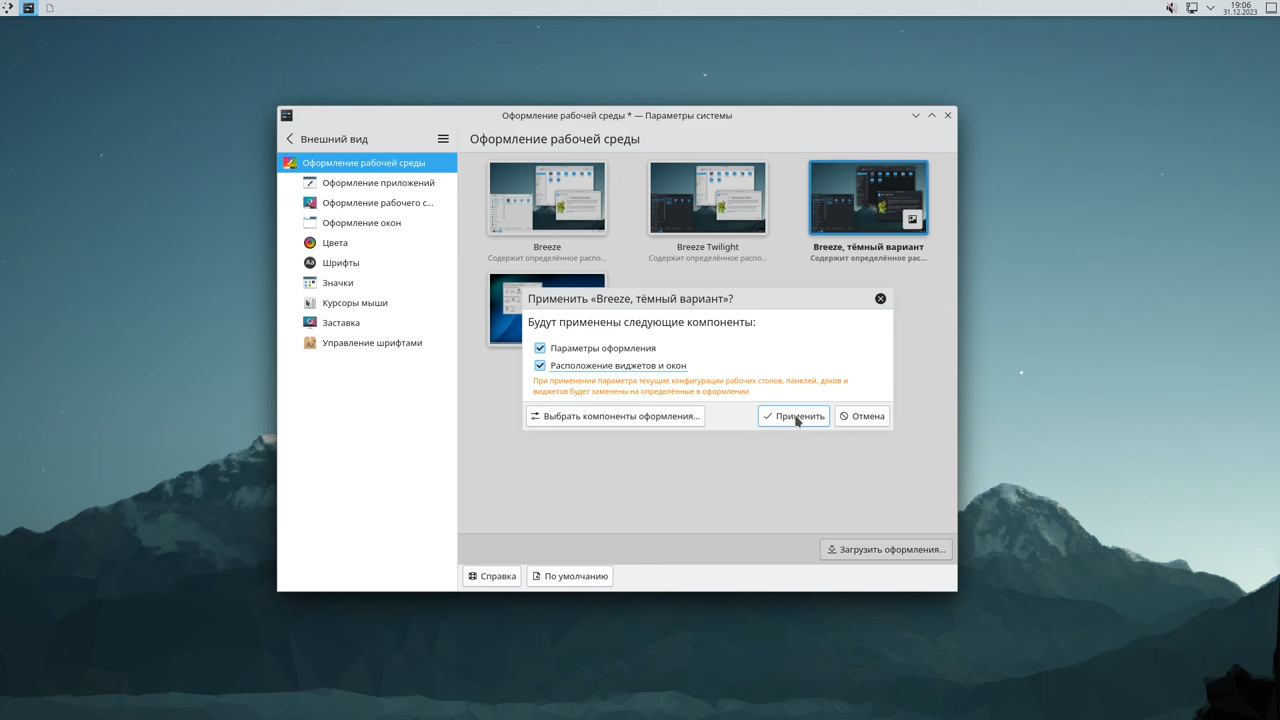 19:06
31.12.2023
Оформление рабочей среды * — Параметры системы
Внешний вид
Оформление рабочей среды
Оформление рабочей среды
Оформление приложений
Оформление рабочего с...
Оформление окон
Цвета
Шрифты
Значки
Курсоры мыши
Заставка
Управление шрифтами
Breeze
Содержит определённое распо...
Breeze Twilight
Содержит определённое распо...
Breeze, тёмный вариант
Содержит определённое рас...
Применить «Breeze, тёмный вариант»?
Будут применены следующие компоненты:
Параметры оформления
Расположение виджетов и окон
При применении параметра текущие конфигурации рабочих столов, панелей, доков и
виджетов будет заменены на определённые в оформлении
Выбрать компоненты оформления...
Применить
Отмена
Загрузить оформления...
Справка
По умолчанию